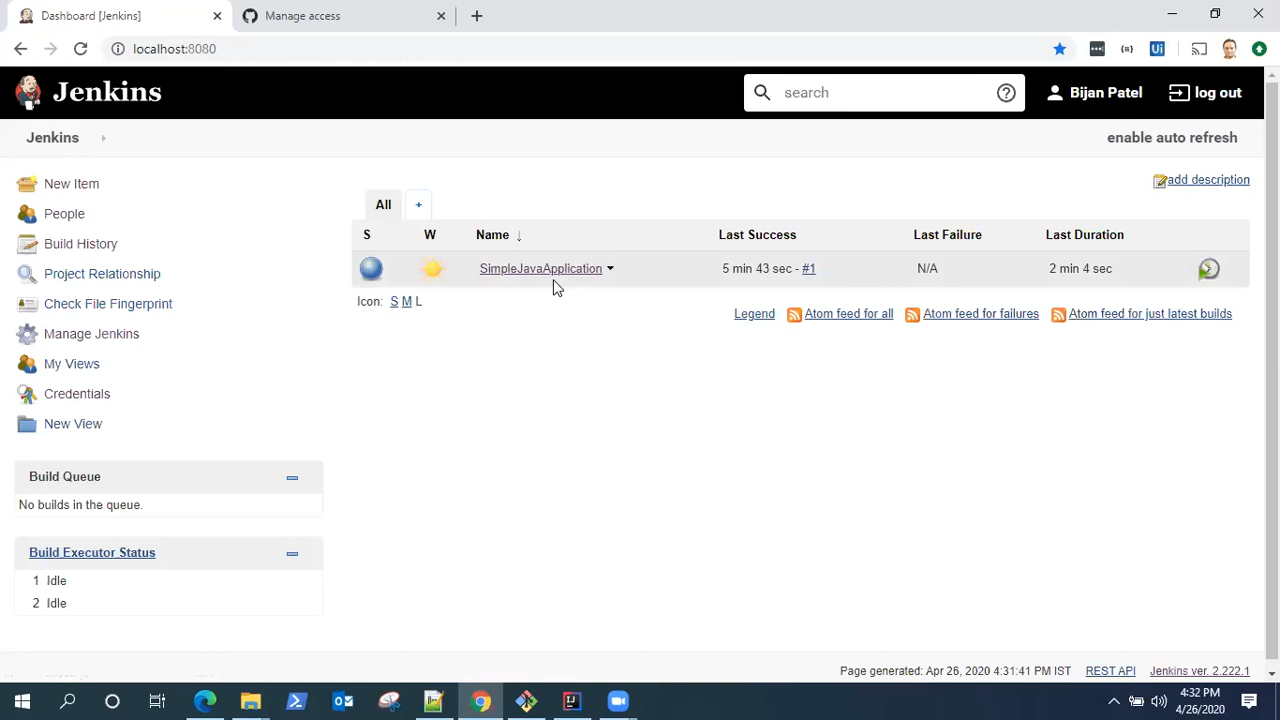 Dashboard [Jenkins]
Manage access
localhost:8080
Ui
Jenkins
search
Bijan Patel
log out
Jenkins
enable auto refresh
New Item
People
Build History
Project Relationship
Check File Fingerprint
Manage Jenkins
My Views
Credentials
New View
add description
All
+
S
W
Name ↓
Last Success
Last Failure
Last Duration
SimpleJavaApplication
5 min 43 sec - #1
N/A
2 min 4 sec
Icon: S M L
Legend
Atom feed for all
Atom feed for failures
Atom feed for just latest builds
Build Queue
No builds in the queue.
Build Executor Status
1 Idle
2 Idle
Page generated: Apr 26, 2020 4:31:41 PM IST
REST API
Jenkins ver. 2.222.1
4:32 PM
4/26/2020